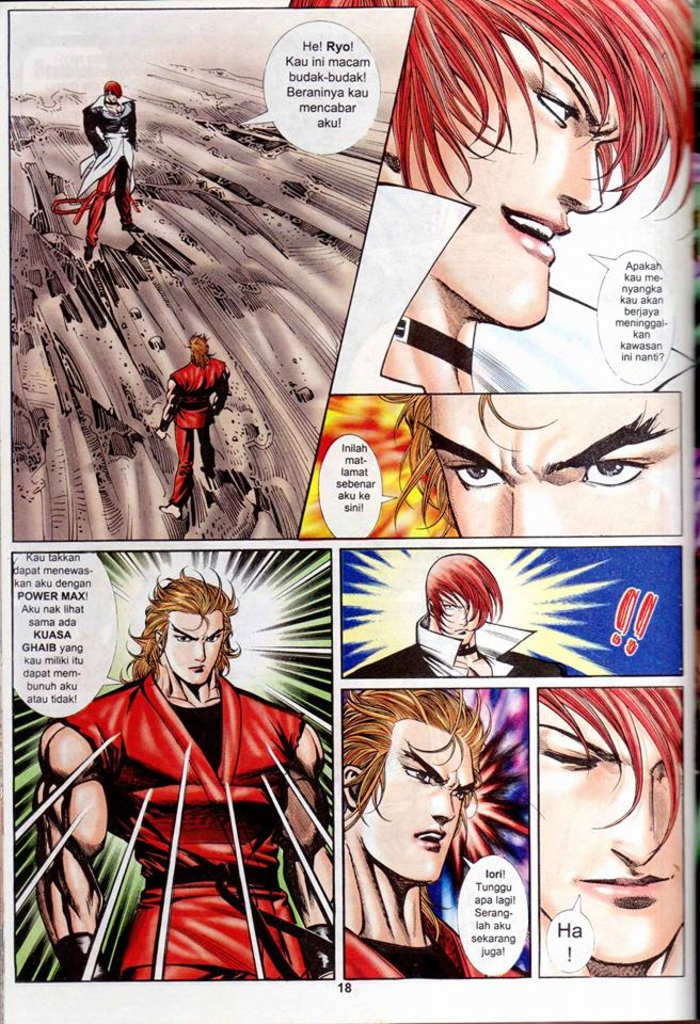 He! Ryo!
Kau ini macam
budak-budak!
Beraninya kau
mencabar
aku!
Apakah
kau me-
nyangka
kau akan
berjaya
meninggal-
kan
kawasan
ini nanti?
Inilah
mat-
lamat
sebenar
aku ke
sini!
Kau takkan
dapat menewas-
kan aku dengan
POWER MAX!
Aku nak lihat
sama ada
KUASA
GHAIB yang
kau miliki itu
dapat mem-
bunuh aku
atau tidak!
!!
Iori!
Tunggu
apa lagi!
Serang-
lah aku
sekarang
juga!
Ha
!
18